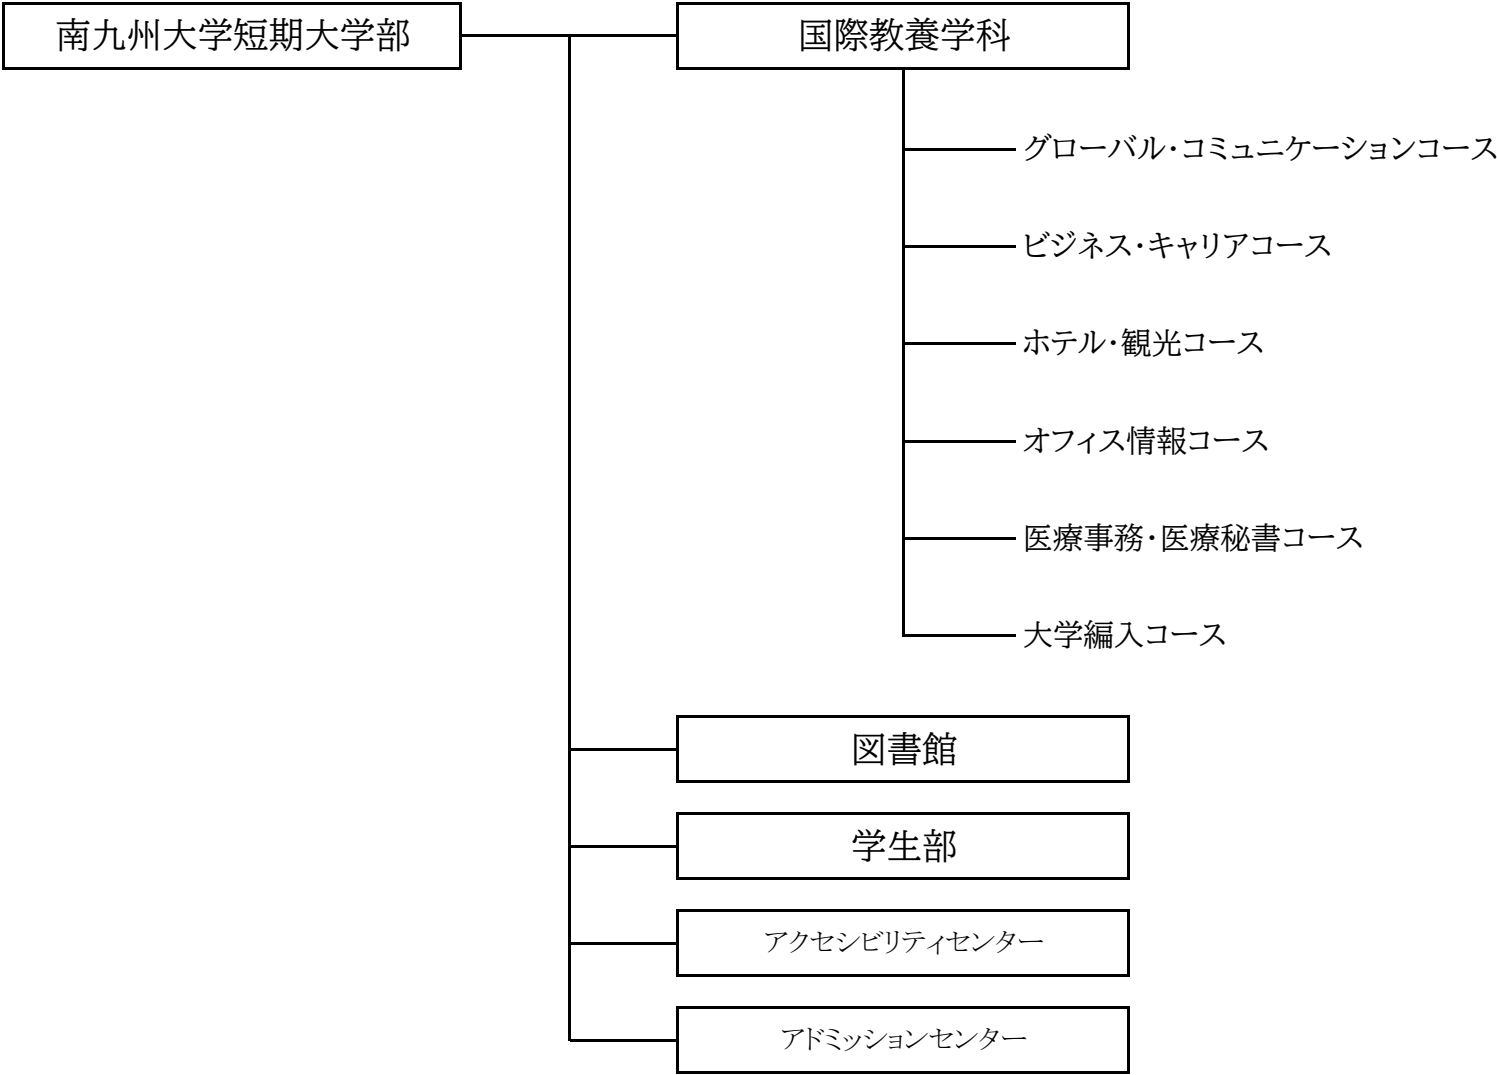 南九州大学短期大学部
国際教養学科
グローバル・コミュニケーションコース
ビジネス・キャリアコース
ホテル・観光コース
オフィス情報コース
医療事務・医療秘書コース
大学編入コース
図書館
学生部
アクセシビリティセンター
アドミッションセンター